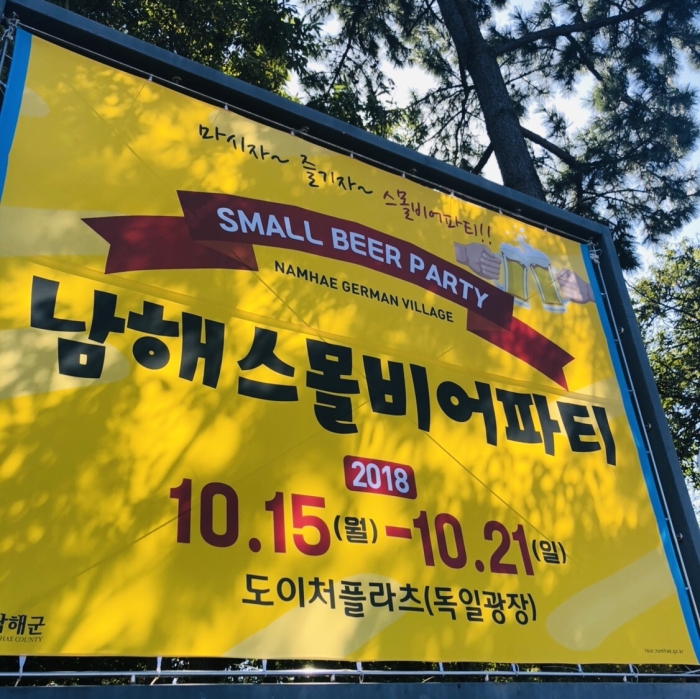 마시자~ 즐기자~ 스몰비어파티!!
SMALL BEER PARTY
NAMHAE GERMAN VILLAGE
남해스몰비어파티
2018
10.15(월)-10.21(일)
도이처플라츠(독일광장)
남해군
COUNTY